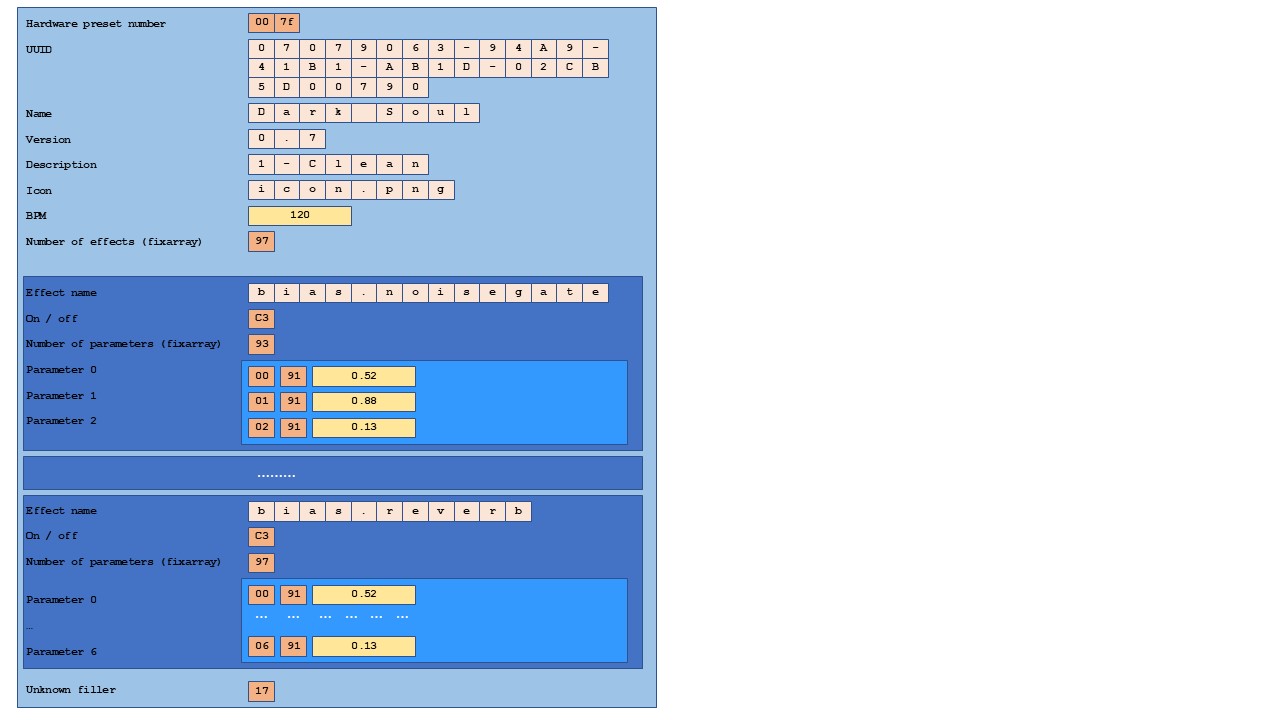 Hardware preset number 00 7f
UUID 0 7 0 7 9 0 6 3 - 9 4 A 9 -
4 1 B 1 - A B 1 D - 0 2 C B
5 D 0 0 7 9 0
Name D a r k S o u l
Version 0 . 7
Description 1 - C l e a n
Icon i c o n . p n g
BPM 120
Number of effects (fixarray) 97
Effect name b i a s . n o i s e g a t e
On / off C3
Number of parameters (fixarray) 93
Parameter 0 00 91 0.52
Parameter 1 01 91 0.88
Parameter 2 02 91 0.13
.........
Effect name b i a s . r e v e r b
On / off C3
Number of parameters (fixarray) 97
Parameter 0 00 91 0.52
… … … … … … …
Parameter 6 06 91 0.13
Unknown filler 17